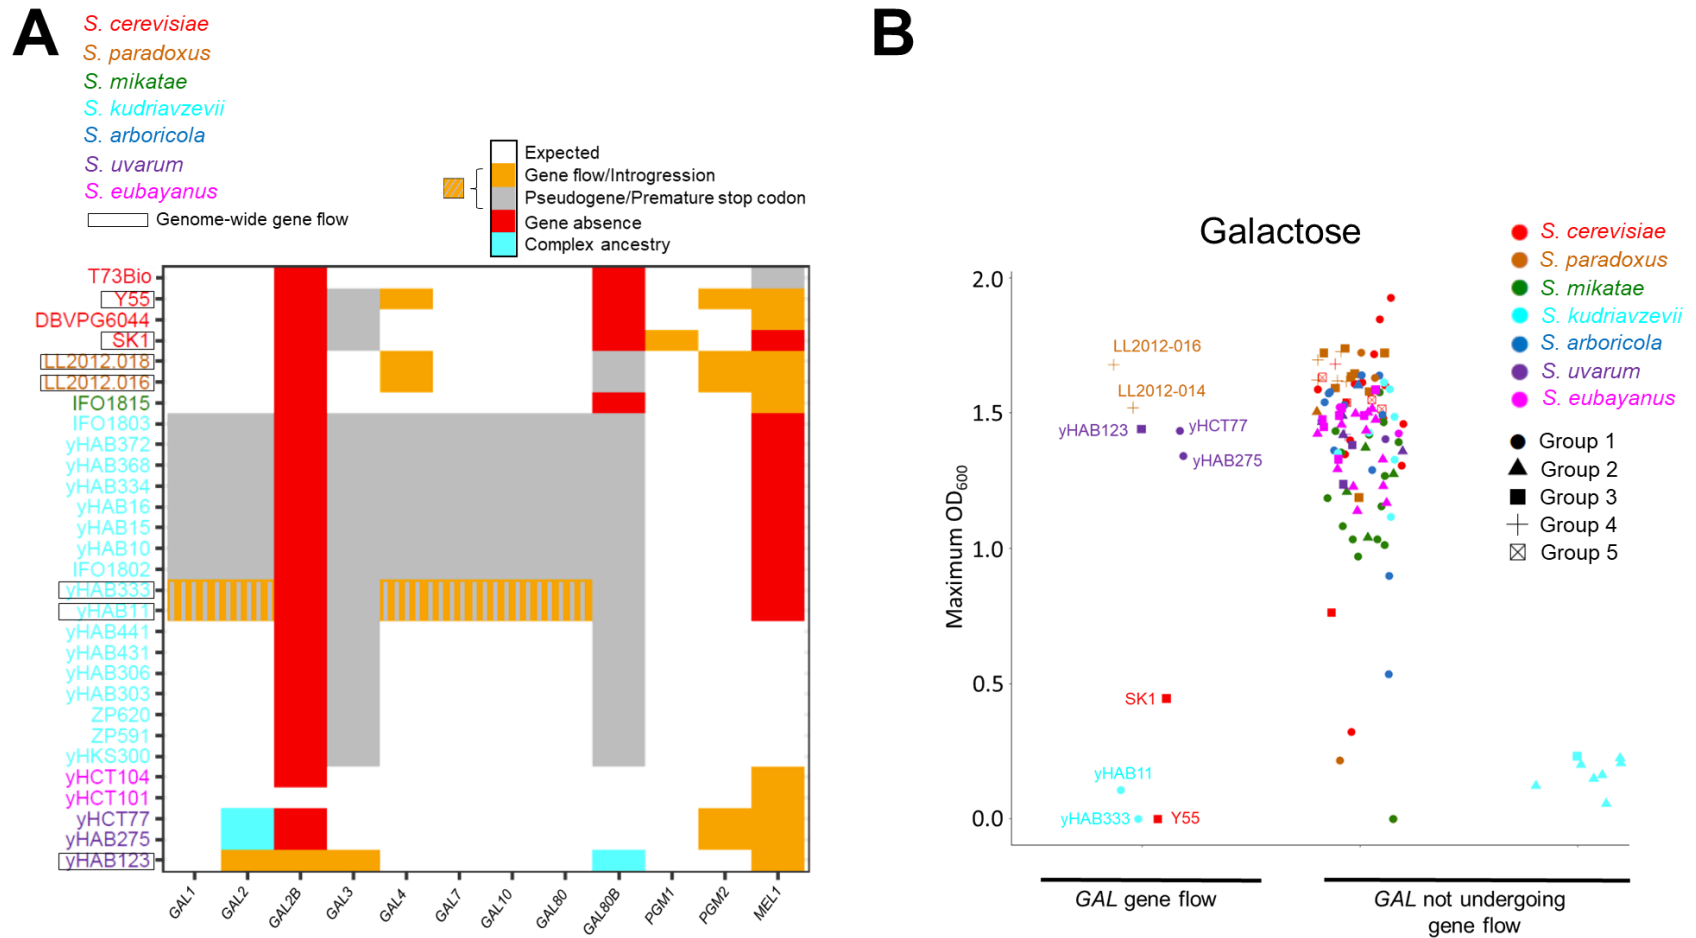 A
S. cerevisiae
S. paradoxus
S. mikatae
S. kudriavzevii
S. arboricola
S. uvarum
S. eubayanus
Genome-wide gene flow
Expected
Gene flow/Introgression
Pseudogene/Premature stop codon
Gene absence
Complex ancestry
T73Bio
Y55
DBVPG6044
SK1
LL2012.018
LL2012.016
IFO1815
IFO1803
yHAB372
yHAB368
yHAB334
yHAB16
yHAB15
yHAB10
IFO1802
yHAB333
yHAB11
yHAB441
yHAB431
yHAB306
yHAB303
ZP620
ZP591
yHKS300
yHCT104
yHCT101
yHCT77
yHAB275
yHAB123
GAL1
GAL2
GAL2B
GAL3
GAL4
GAL7
GAL10
GAL80
GAL80B
PGM1
PGM2
MEL1
B
Galactose
S. cerevisiae
S. paradoxus
S. mikatae
S. kudriavzevii
S. arboricola
S. uvarum
S. eubayanus
Group 1
Group 2
Group 3
Group 4
Group 5
Maximum OD600
2.0
1.5
1.0
0.5
0.0
LL2012-016
LL2012-014
yHAB123
yHCT77
yHAB275
SK1
yHAB11
yHAB333
Y55
GAL gene flow
GAL not undergoing
gene flow